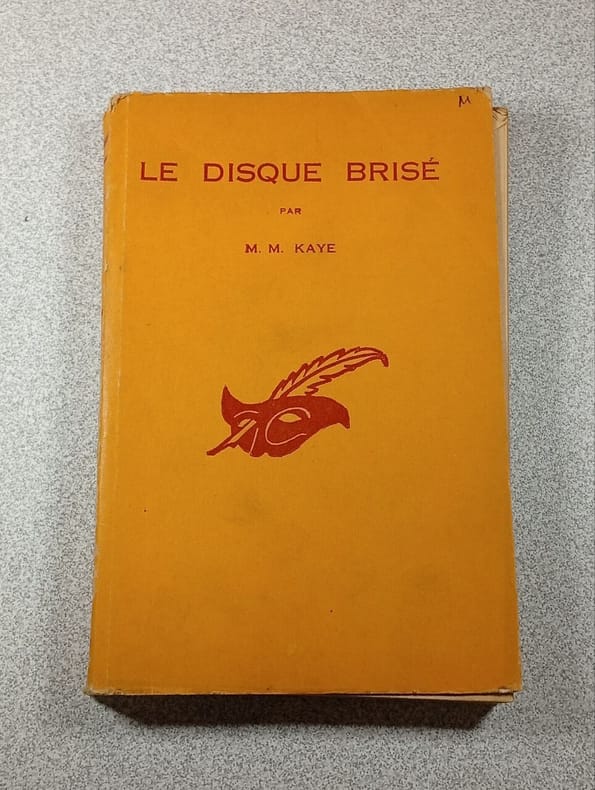 M
LE DISQUE BRISÉ
PAR
M. M. KAYE